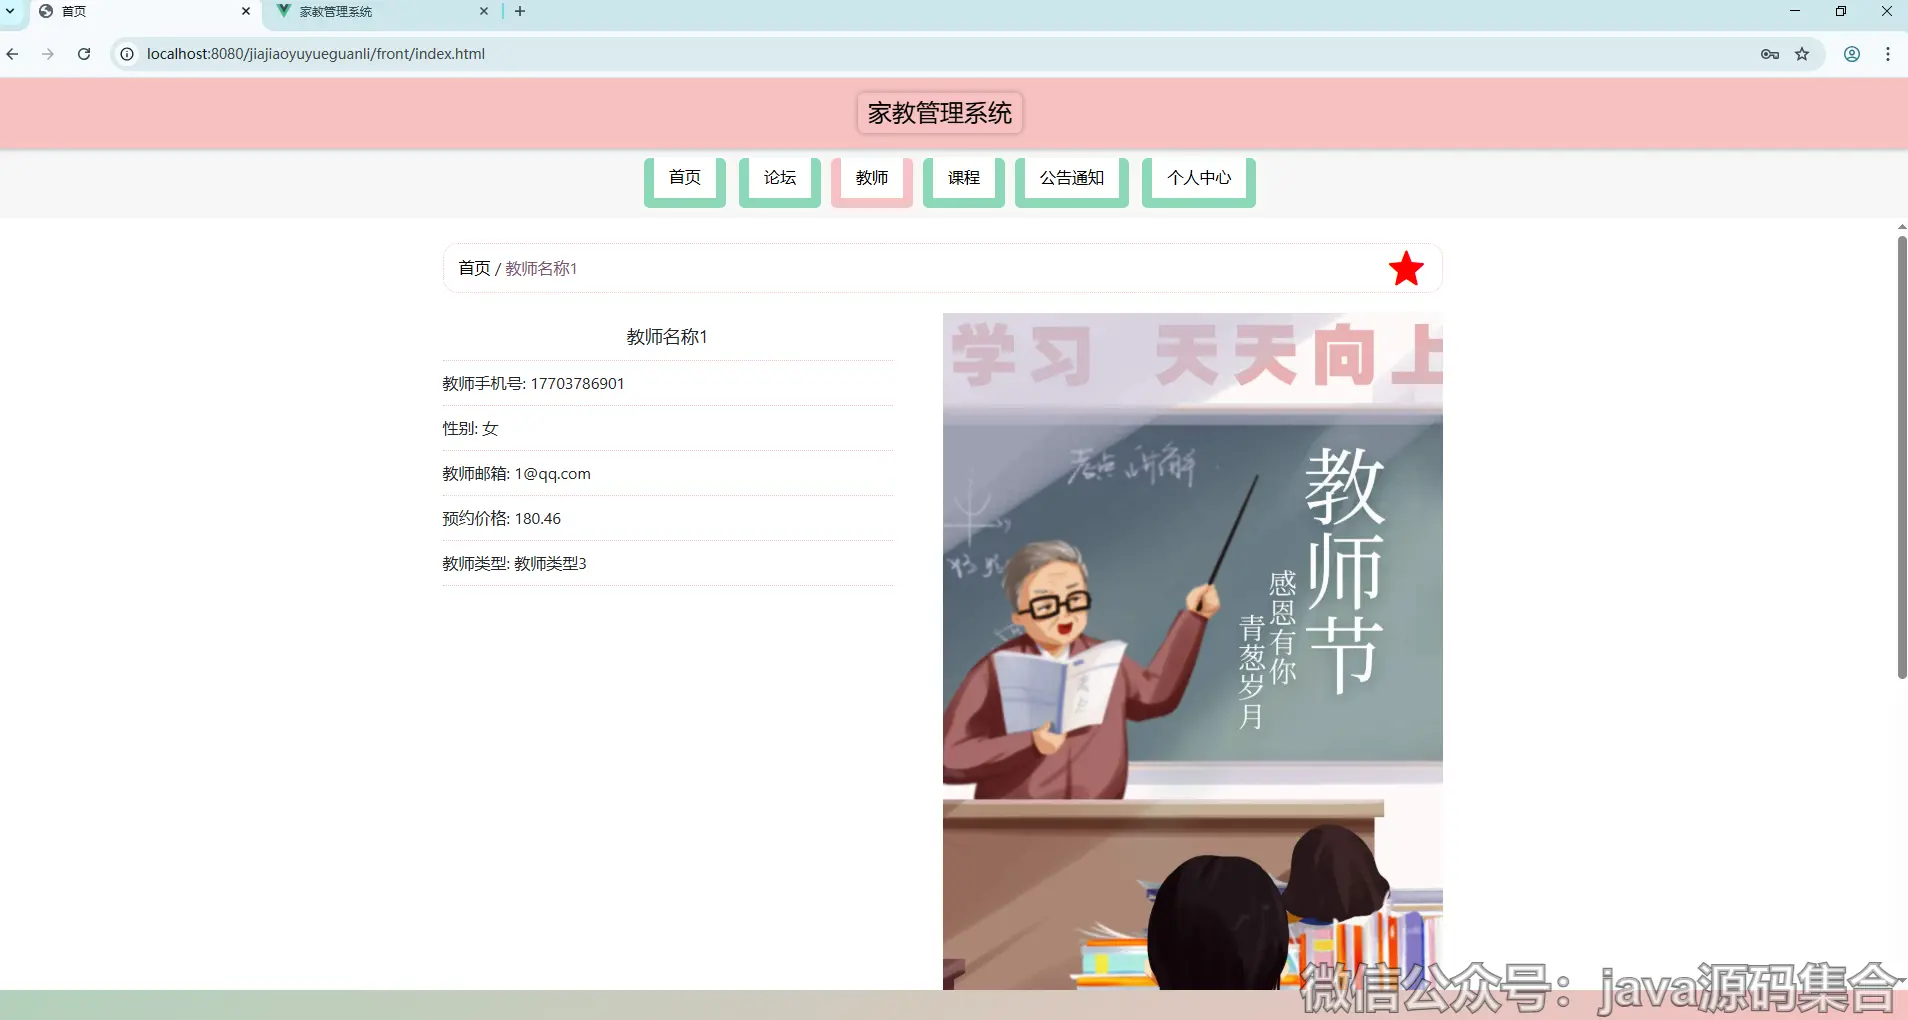 首页
家教管理系统
localhost:8080/jiajiaoyuyueguanli/front/index.html
家教管理系统
首页
论坛
教师
课程
公告通知
个人中心
首页 / 教师名称1
教师名称1
教师手机号: 17703786901
性别: 女
教师邮箱: 1@qq.com
预约价格: 180.46
教师类型: 教师类型3
学习 天天向上
考点讲解
教师节
感恩有你
青葱岁月
微信公众号：java源码集合